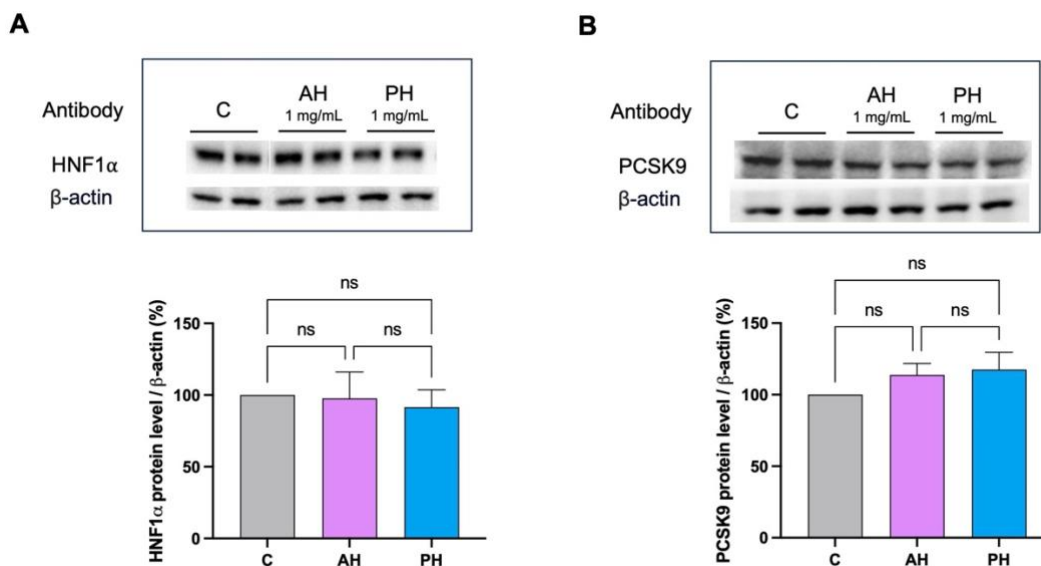 A
Antibody
C
AH
1 mg/mL
PH
1 mg/mL
HNF1α
β-actin
ns
ns
ns
HNF1α protein level / β-actin (%)
150
100
50
0
C
AH
PH
B
Antibody
C
AH
1 mg/mL
PH
1 mg/mL
PCSK9
β-actin
ns
ns
ns
PCSK9 protein level / β-actin (%)
150
100
50
0
C
AH
PH